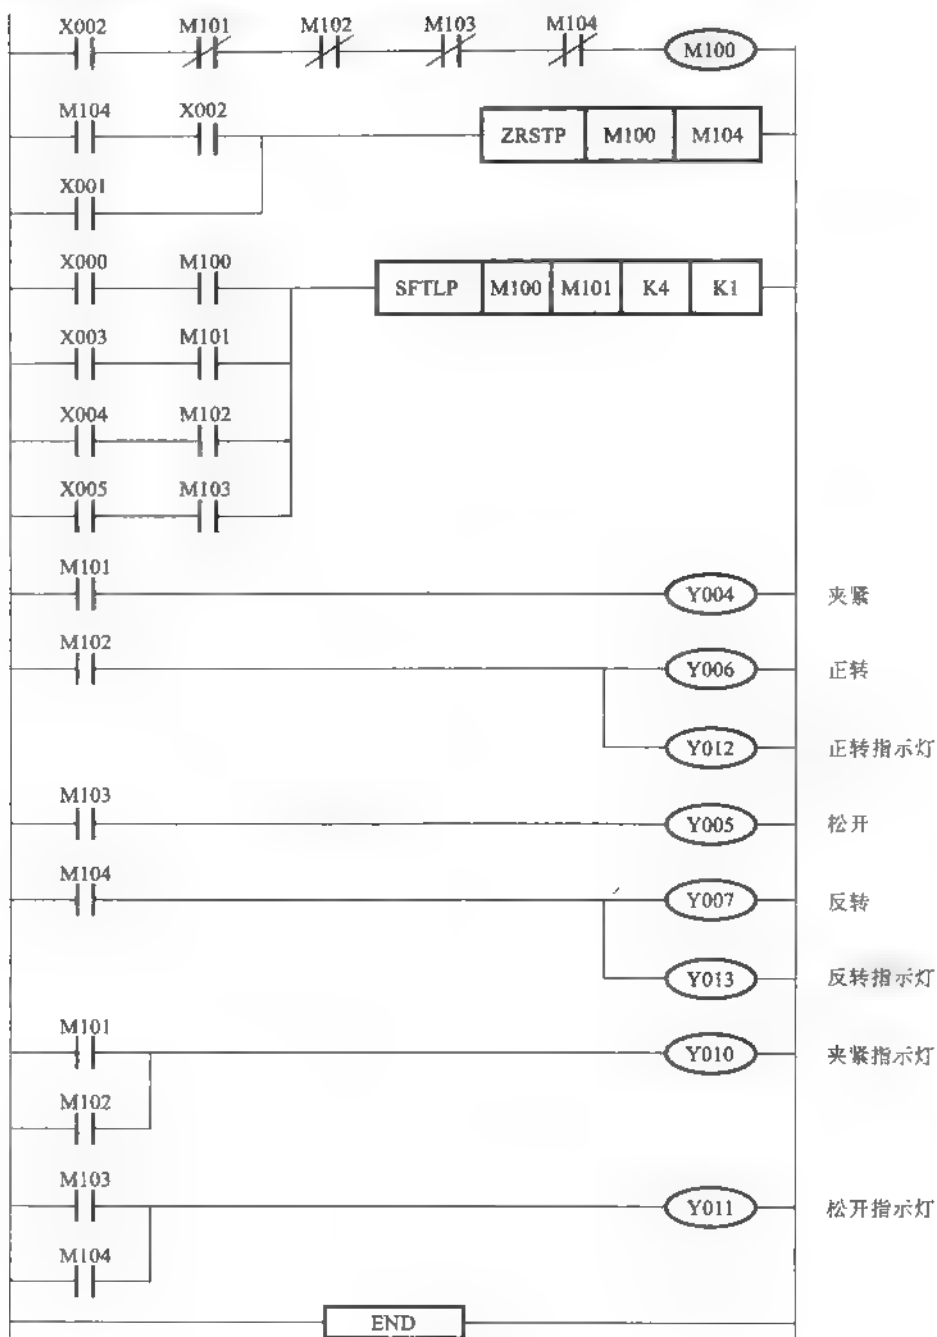 X002 M101 M102 M103 M104
M100
M104 X002
ZRSTP M100 M104
X001
X000 M100
SFTLP M100 M101 K4 K1
X003 M101
X004 M102
X005 M103
M101
Y004 夹紧
M102
Y006 正转
Y012 正转指示灯
M103
Y005 松开
M104
Y007 反转
Y013 反转指示灯
M101
Y010 夹紧指示灯
M102
M103
Y011 松开指示灯
M104
END